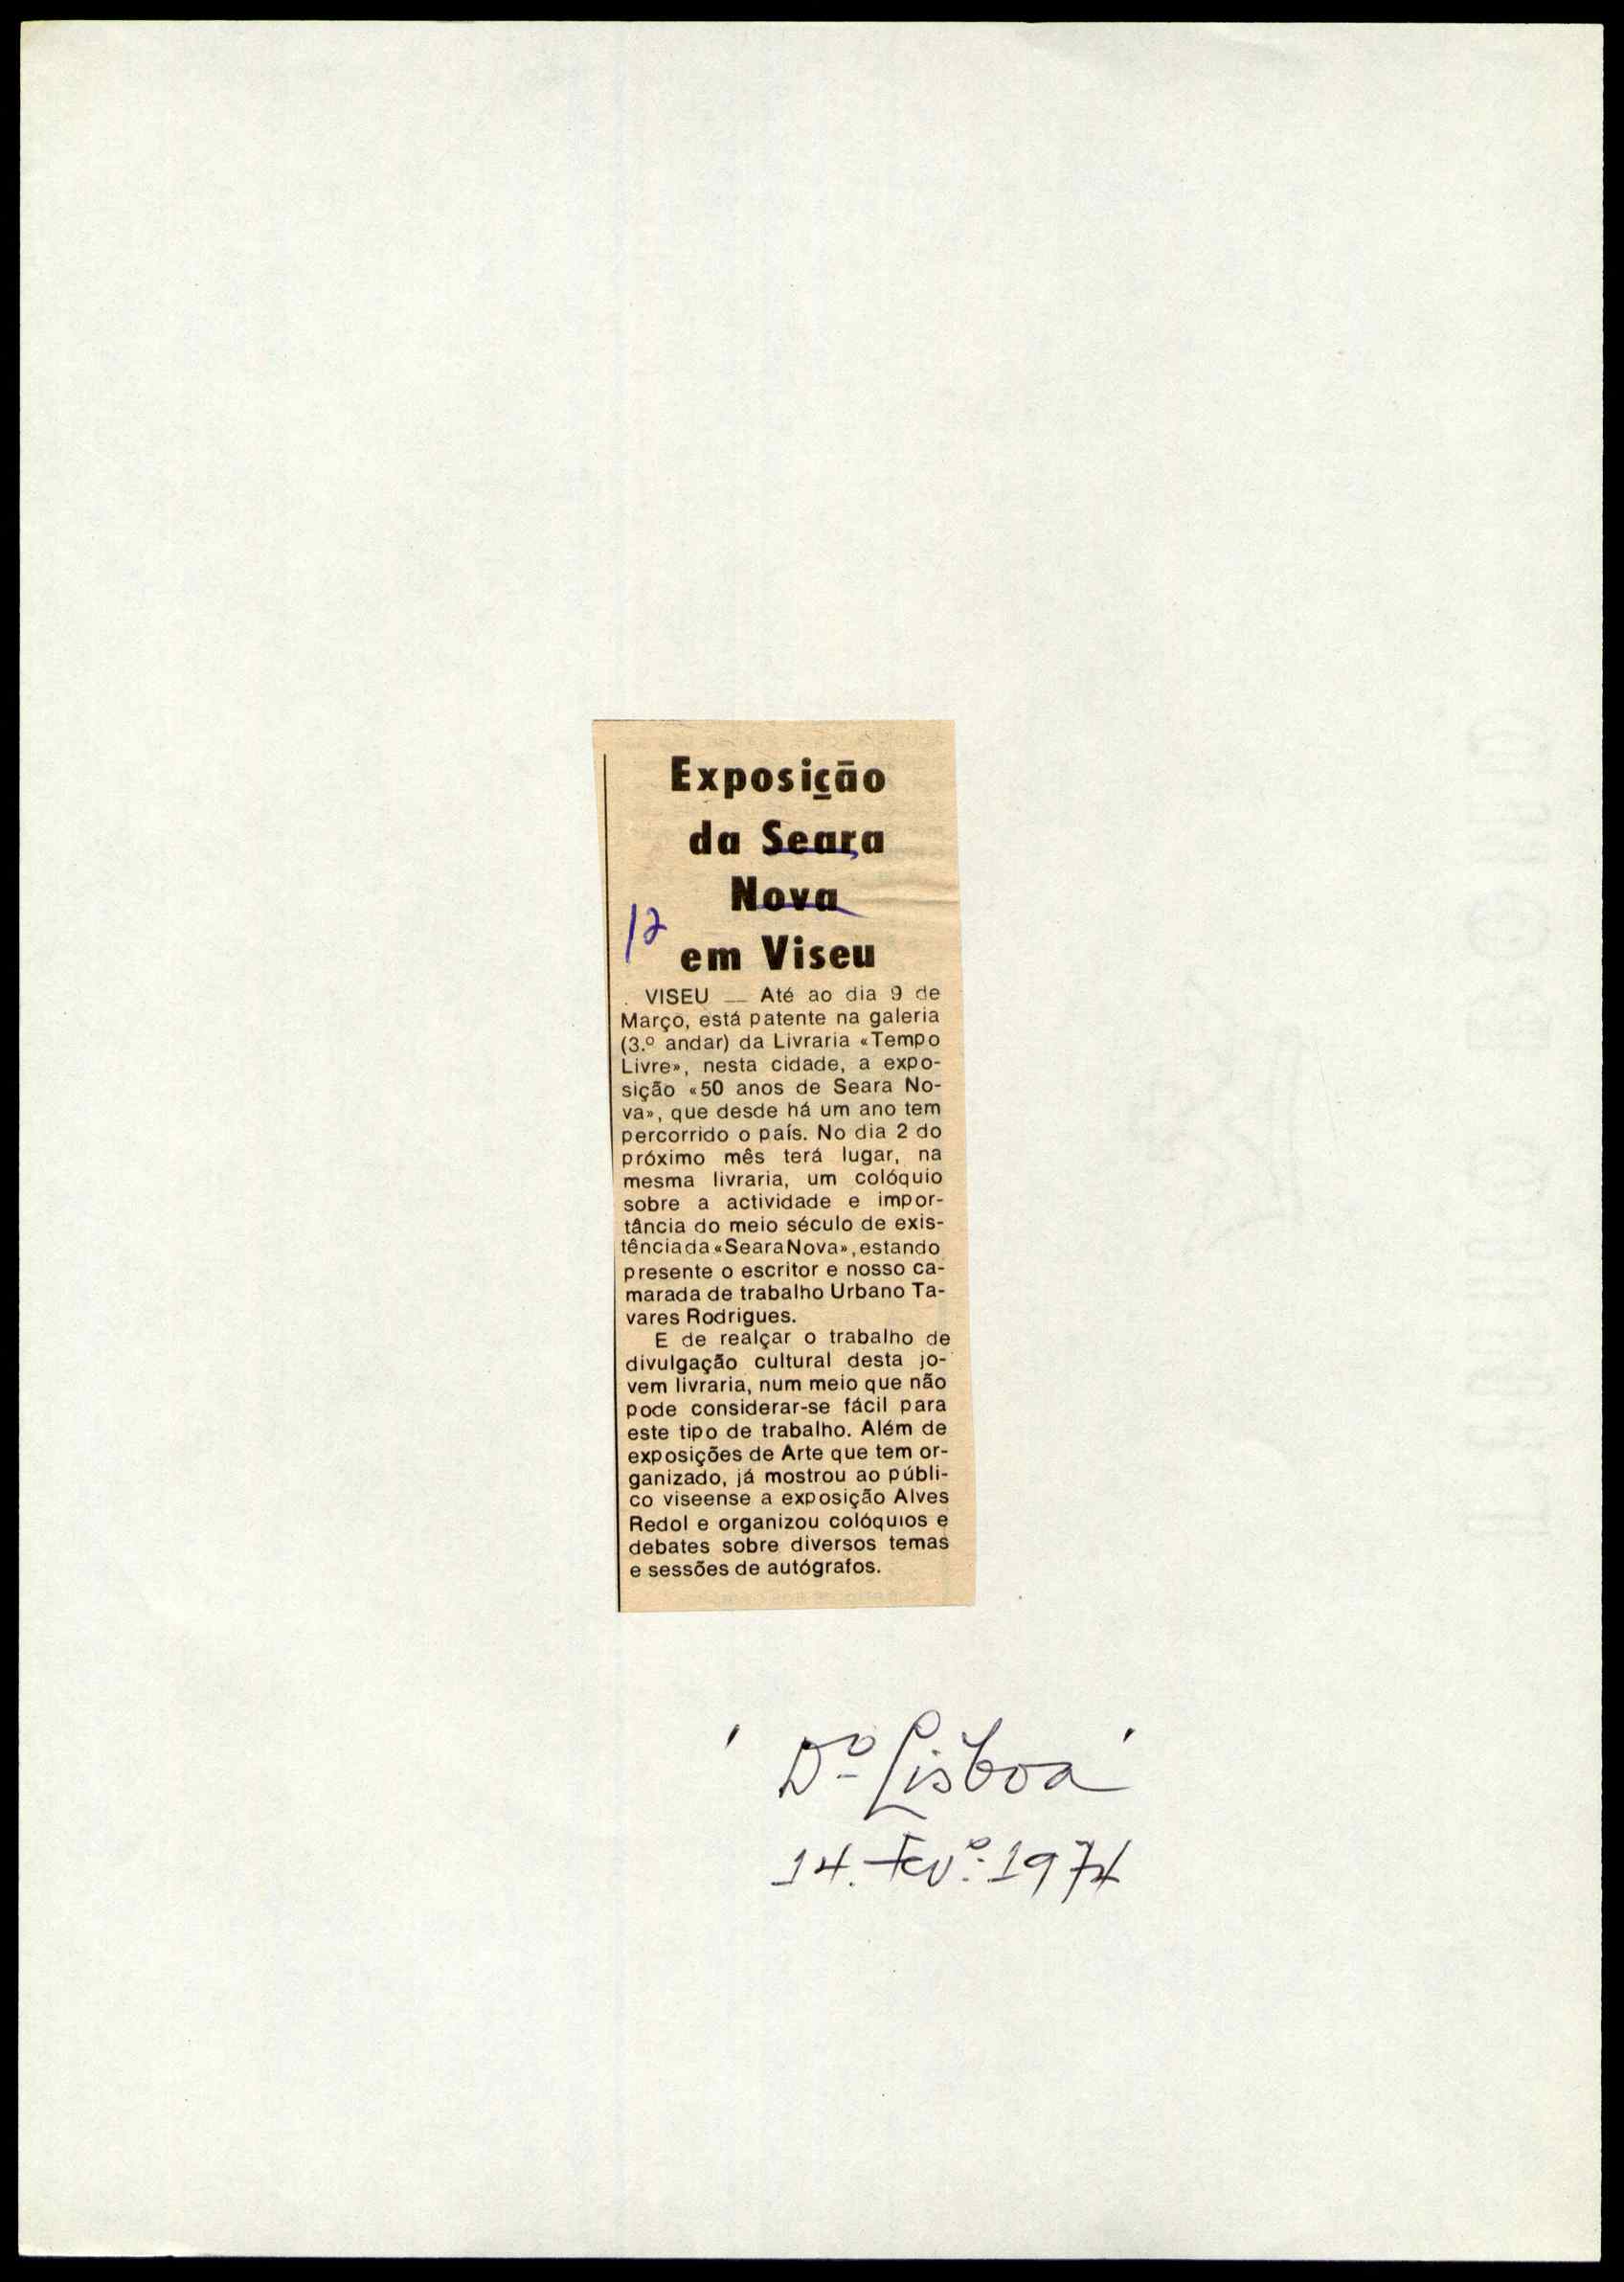 Exposição
da Seara
Nova
12
em Viseu
VISEU — Até ao dia 9 de
Março, está patente na galeria
(3.º andar) da Livraria «Tempo
Livre», nesta cidade, a expo-
sição «50 anos de Seara No-
va», que desde há um ano tem
percorrido o país. No dia 2 do
próximo mês terá lugar, na
mesma livraria, um colóquio
sobre a actividade e impor-
tância do meio século de exis-
tência da «Seara Nova», estando
presente o escritor e nosso ca-
marada de trabalho Urbano Ta-
vares Rodrigues.
E de realçar o trabalho de
divulgação cultural desta jo-
vem livraria, num meio que não
pode considerar-se fácil para
este tipo de trabalho. Além de
exposições de Arte que tem or-
ganizado, já mostrou ao públi-
co viseense a exposição Alves
Redol e organizou colóquios e
debates sobre diversos temas
e sessões de autógrafos.
' Dº Lisboa '
14. Fevº. 1974